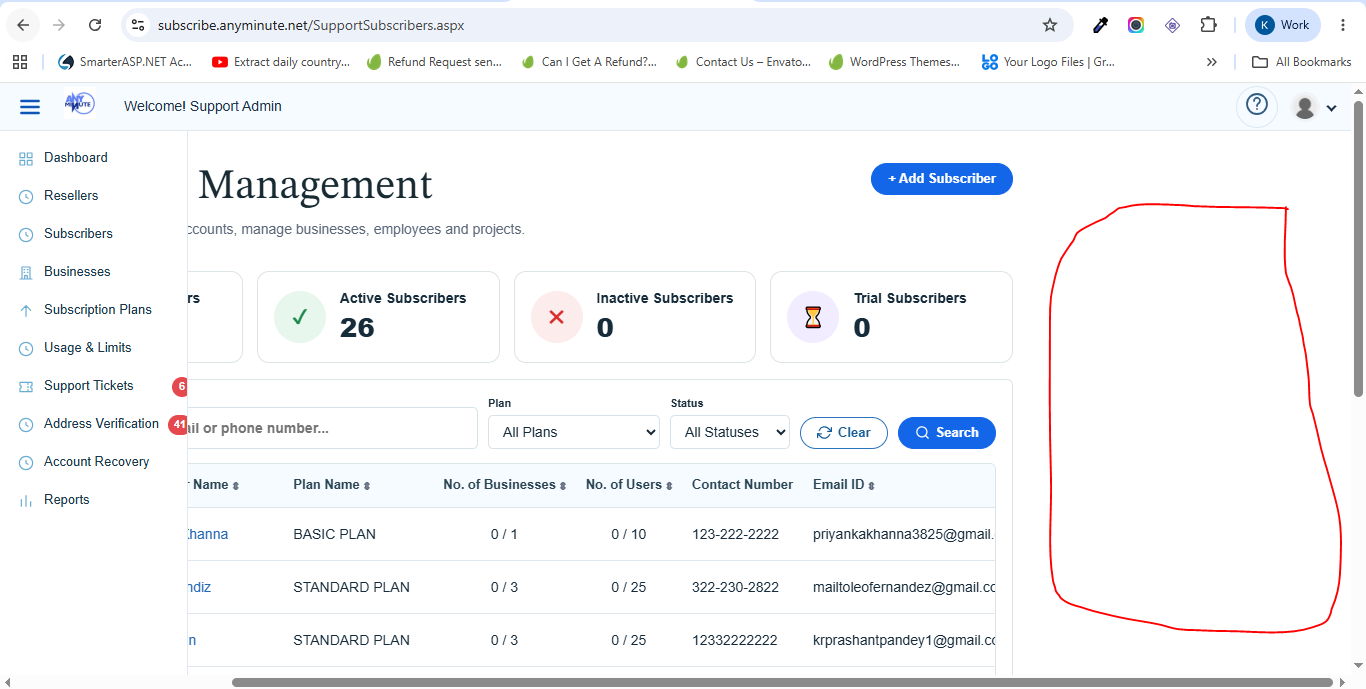 subscribe.anyminute.net/SupportSubscribers.aspx
K Work
SmarterASP.NET Ac...
Extract daily country...
Refund Request sen...
Can I Get A Refund?...
Contact Us – Envato...
WordPress Themes...
Your Logo Files | Gr...
All Bookmarks
ANY MINUTE
Welcome! Support Admin
Dashboard
Resellers
Subscribers
Businesses
Subscription Plans
Usage & Limits
Support Tickets 6
Address Verification 41
Account Recovery
Reports
Management
+ Add Subscriber
ccounts, manage businesses, employees and projects.
rs
Active Subscribers
26
Inactive Subscribers
0
Trial Subscribers
0
Plan
Status
ail or phone number...
All Plans
All Statuses
Clear
Search
r Name
Plan Name
No. of Businesses
No. of Users
Contact Number
Email ID
Khanna BASIC PLAN 0 / 1 0 / 10 123-222-2222 priyankakhanna3825@gmail.
ndiz STANDARD PLAN 0 / 3 0 / 25 322-230-2822 mailtoleofernandez@gmail.co
n STANDARD PLAN 0 / 3 0 / 25 12332222222 krprashantpandey1@gmail.co